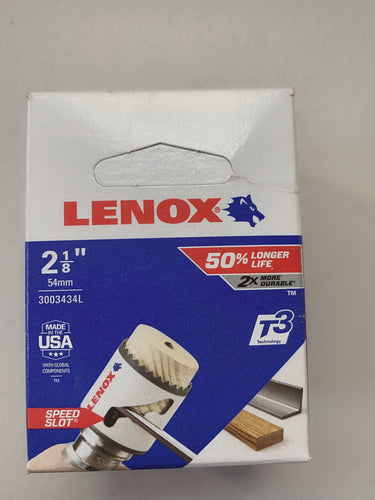 LENOX
2 1/8"
54mm
3003434L
50% LONGER LIFE
2X MORE DURABLE*
TM
MADE
IN THE
USA
WITH GLOBAL
COMPONENTS
TM
T3
Technology
LENOX
SPEED
SLOT®